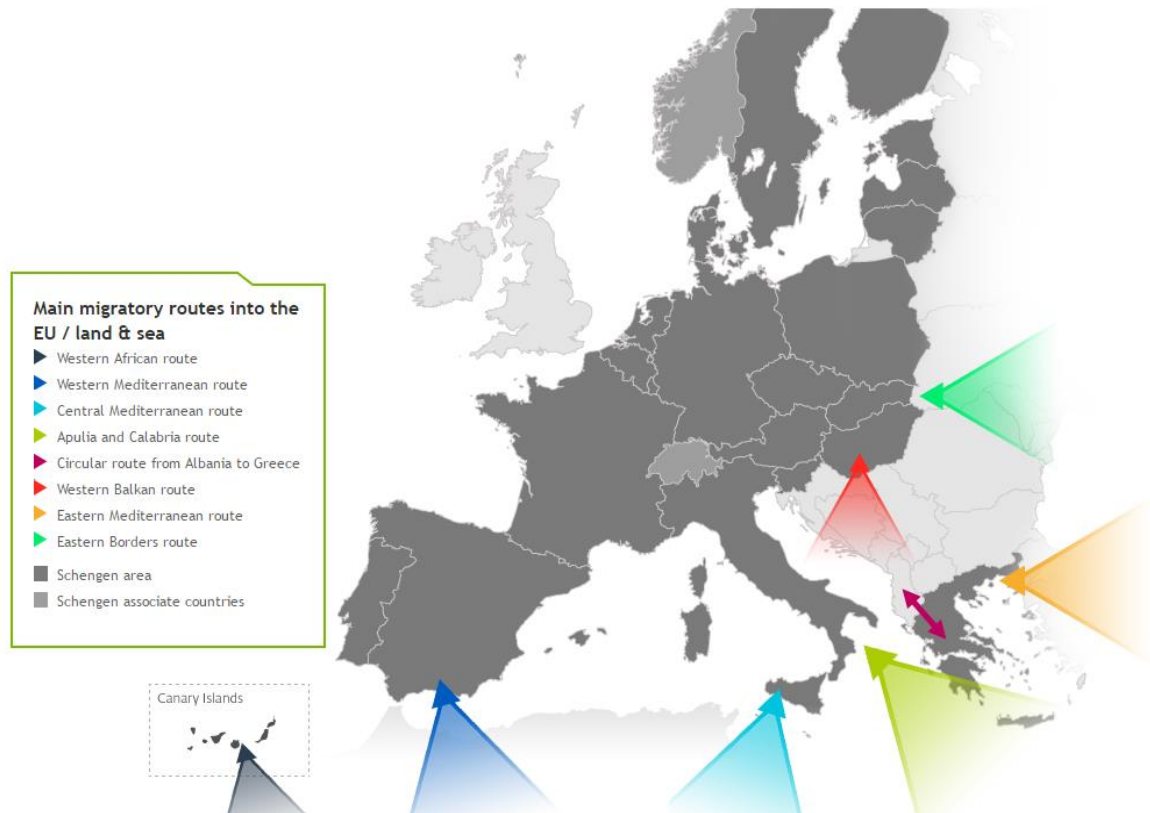 Main migratory routes into the
EU / land & sea
Western African route
Western Mediterranean route
Central Mediterranean route
Apulia and Calabria route
Circular route from Albania to Greece
Western Balkan route
Eastern Mediterranean route
Eastern Borders route
Schengen area
Schengen associate countries
Canary Islands